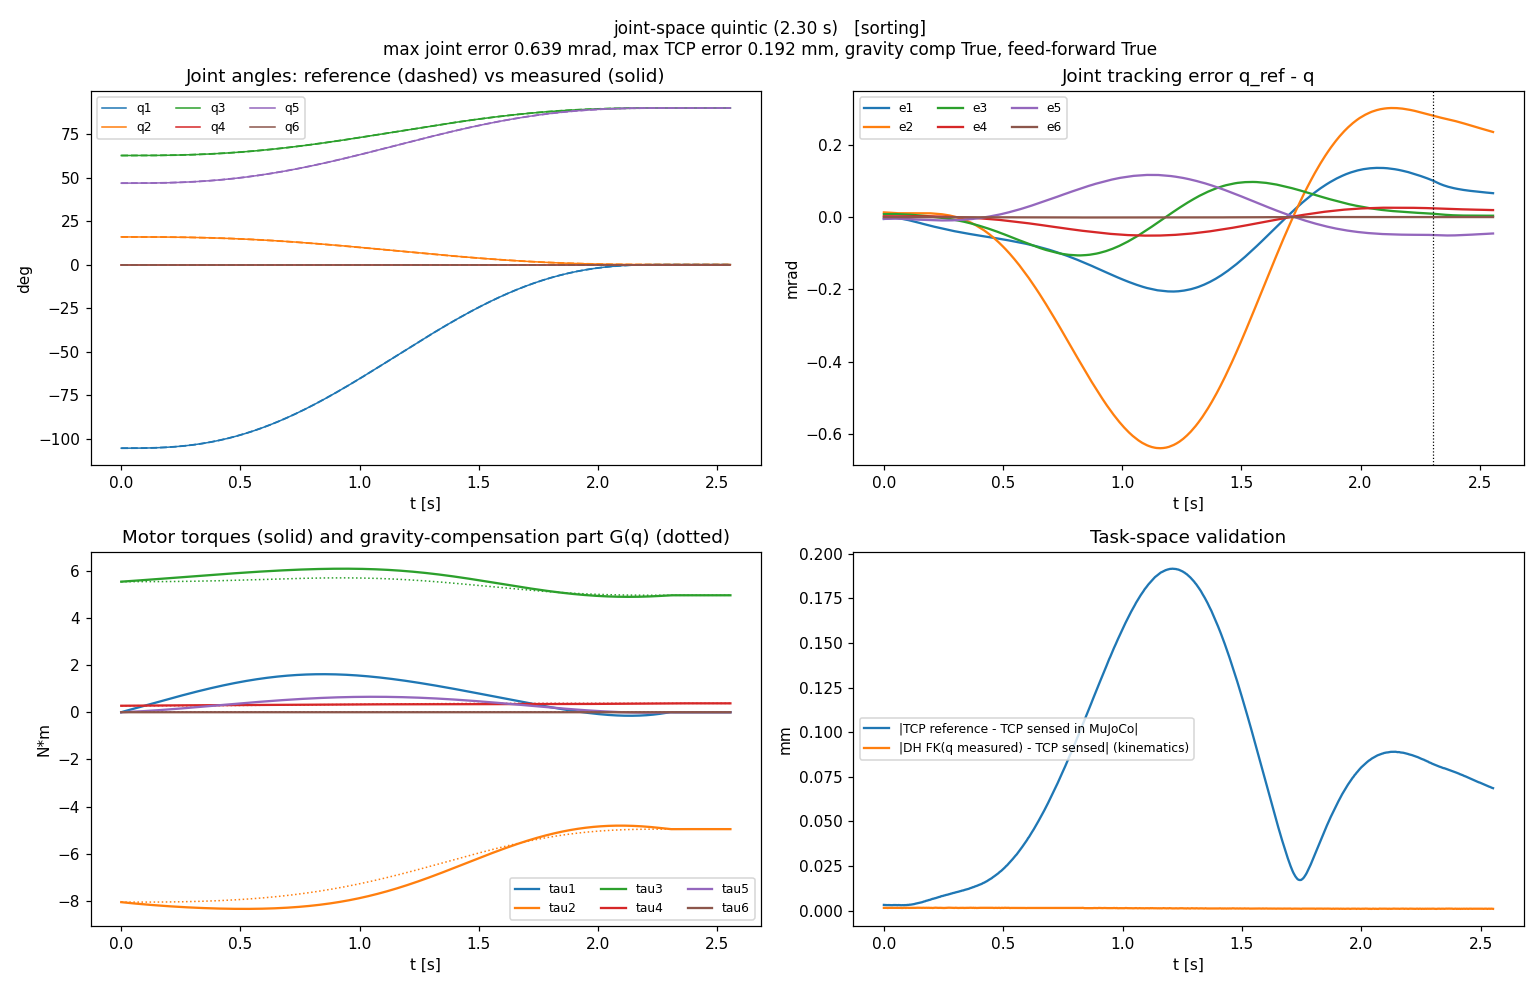 joint-space quintic (2.30 s)   [sorting]
max joint error 0.639 mrad, max TCP error 0.192 mm, gravity comp True, feed-forward True
Joint angles: reference (dashed) vs measured (solid)
q1 q3 q5
q2 q4 q6
75
50
25
0
−25
−50
−75
−100
deg
0.0 0.5 1.0 1.5 2.0 2.5
t [s]
Joint tracking error q_ref - q
e1 e3 e5
e2 e4 e6
0.2
0.0
−0.2
−0.4
−0.6
mrad
0.0 0.5 1.0 1.5 2.0 2.5
t [s]
Motor torques (solid) and gravity-compensation part G(q) (dotted)
6
4
2
0
−2
−4
−6
−8
N*m
tau1 tau3 tau5
tau2 tau4 tau6
0.0 0.5 1.0 1.5 2.0 2.5
t [s]
Task-space validation
0.200
0.175
0.150
0.125
0.100
0.075
0.050
0.025
0.000
mm
|TCP reference - TCP sensed in MuJoCo|
|DH FK(q measured) - TCP sensed| (kinematics)
0.0 0.5 1.0 1.5 2.0 2.5
t [s]